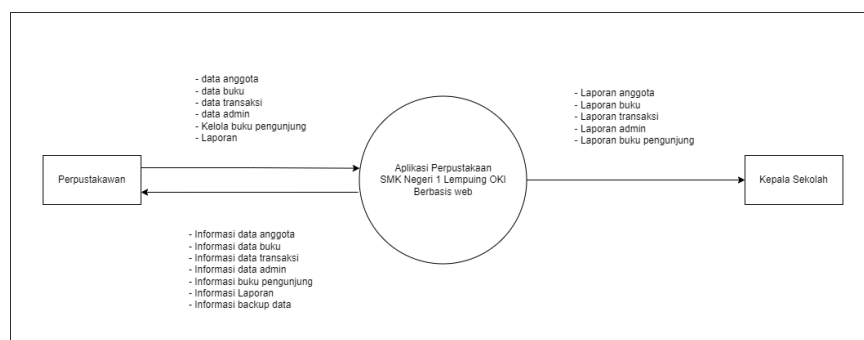 - data anggota
- data buku
- data transaksi
- data admin
- Kelola buku pengunjung
- Laporan
Perpustakawan
- Informasi data anggota
- Informasi data buku
- Informasi data transaksi
- Informasi data admin
- Informasi buku pengunjung
- Informasi Laporan
- Informasi backup data
Aplikasi Perpustakaan
SMK Negeri 1 Lempuing OKI
Berbasis web
- Laporan anggota
- Laporan buku
- Laporan transaksi
- Laporan admin
- Laporan buku pengunjung
Kepala Sekolah